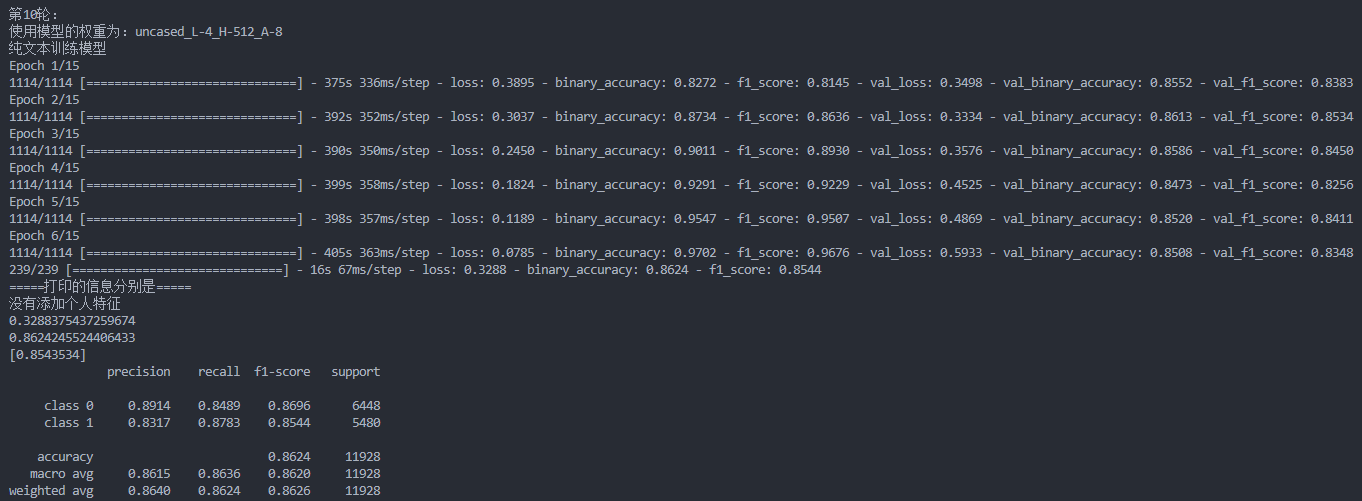 第10轮:
使用模型的权重为: uncased_L-4_H-512_A-8
纯文本训练模型
Epoch 1/15
1114/1114 [==============================] - 375s 336ms/step - loss: 0.3895 - binary_accuracy: 0.8272 - f1_score: 0.8145 - val_loss: 0.3498 - val_binary_accuracy: 0.8552 - val_f1_score: 0.8383
Epoch 2/15
1114/1114 [==============================] - 392s 352ms/step - loss: 0.3037 - binary_accuracy: 0.8734 - f1_score: 0.8636 - val_loss: 0.3334 - val_binary_accuracy: 0.8613 - val_f1_score: 0.8534
Epoch 3/15
1114/1114 [==============================] - 390s 350ms/step - loss: 0.2450 - binary_accuracy: 0.9011 - f1_score: 0.8930 - val_loss: 0.3576 - val_binary_accuracy: 0.8586 - val_f1_score: 0.8450
Epoch 4/15
1114/1114 [==============================] - 399s 358ms/step - loss: 0.1824 - binary_accuracy: 0.9291 - f1_score: 0.9229 - val_loss: 0.4525 - val_binary_accuracy: 0.8473 - val_f1_score: 0.8256
Epoch 5/15
1114/1114 [==============================] - 398s 357ms/step - loss: 0.1189 - binary_accuracy: 0.9547 - f1_score: 0.9507 - val_loss: 0.4869 - val_binary_accuracy: 0.8520 - val_f1_score: 0.8411
Epoch 6/15
1114/1114 [==============================] - 405s 363ms/step - loss: 0.0785 - binary_accuracy: 0.9702 - f1_score: 0.9676 - val_loss: 0.5933 - val_binary_accuracy: 0.8508 - val_f1_score: 0.8348
239/239 [==============================] - 16s 67ms/step - loss: 0.3288 - binary_accuracy: 0.8624 - f1_score: 0.8544
=====打印的信息分别是=====
没有添加个人特征
0.3288375437259674
0.8624245524406433
[0.8543534]
precision recall f1-score support
class 0 0.8914 0.8489 0.8696 6448
class 1 0.8317 0.8783 0.8544 5480
accuracy 0.8624 11928
macro avg 0.8615 0.8636 0.8620 11928
weighted avg 0.8640 0.8624 0.8626 11928